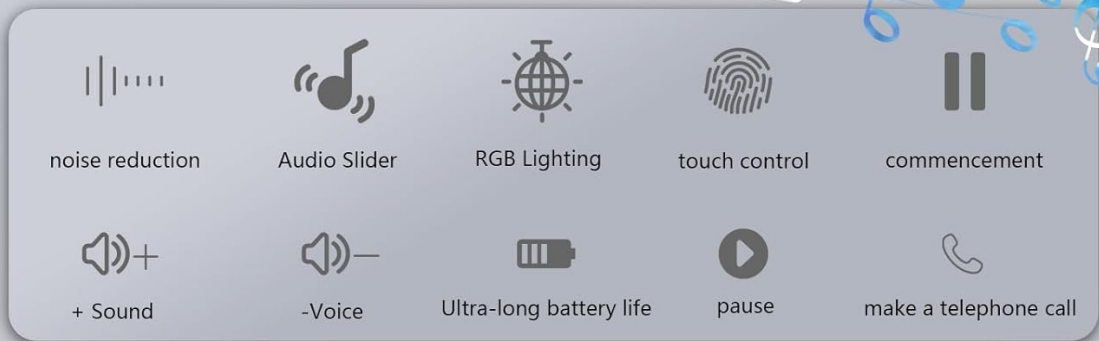 noise reduction
Audio Slider
RGB Lighting
touch control
commencement
+ Sound
-Voice
Ultra-long battery life
pause
make a telephone call